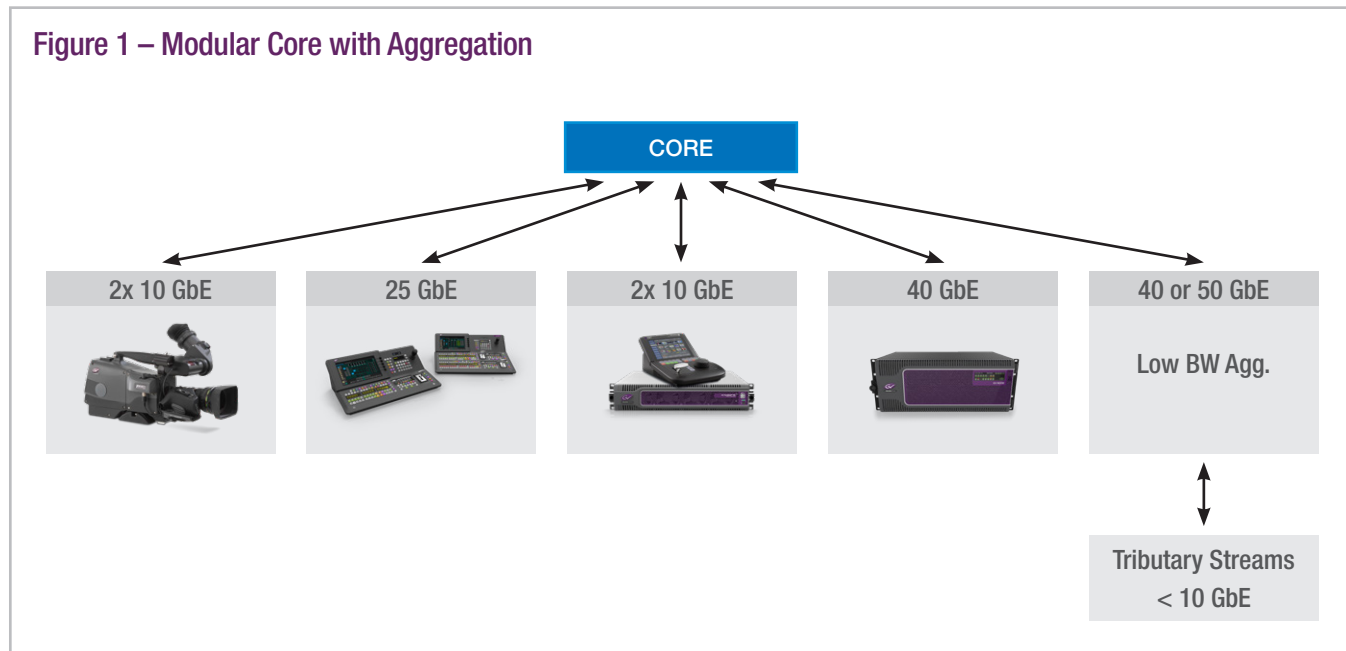 Figure 1 – Modular Core with Aggregation
CORE
2x 10 GbE
25 GbE
2x 10 GbE
40 GbE
40 or 50 GbE
Low BW Agg.
Tributary Streams
< 10 GbE